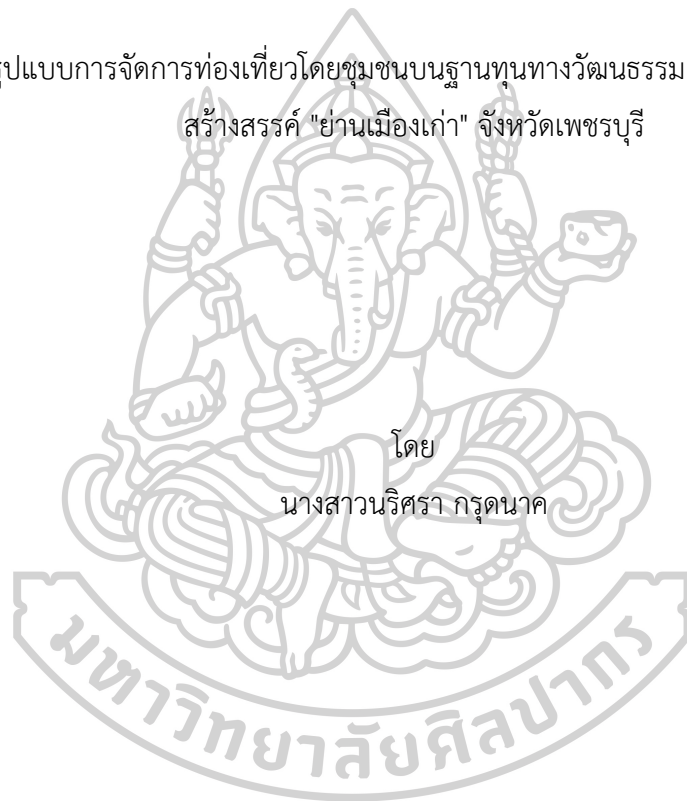 รูปแบบการจัดการท่องเที่ยวโดยชุมชนบนฐานทุนทางวัฒนธรรม
สร้างสรรค์ "ย่านเมืองเก่า" จังหวัดเพชรบุรี
โดย
นางสาวนริศรา กรุดนาค
มหาวิทยาลัยศิลปากร